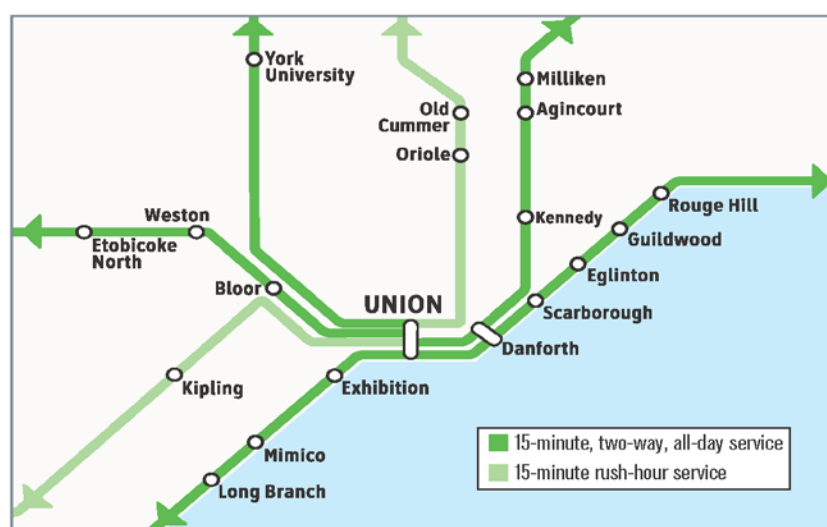 York
University
Milliken
Old
Cummer
Agincourt
Oriole
Rouge Hill
Weston
Kennedy
Etobicoke
North
Guildwood
Bloor
Eglinton
UNION
Scarborough
Danforth
Kipling
Exhibition
Mimico
Long Branch
15-minute, two-way, all-day service
15-minute rush-hour service